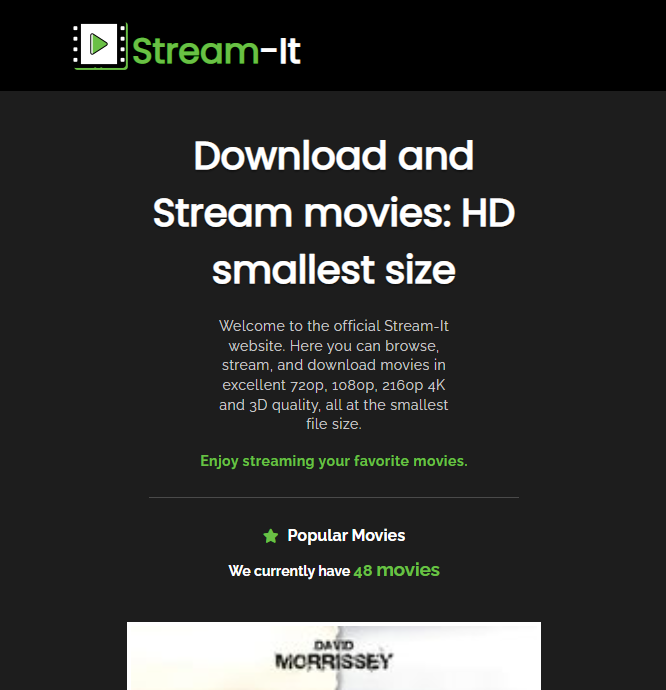 Stream-It
Download and
Stream movies: HD
smallest size
Welcome to the official Stream-It
website. Here you can browse,
stream, and download movies in
excellent 720p, 1080p, 2160p 4K
and 3D quality, all at the smallest
file size.
Enjoy streaming your favorite movies.
Popular Movies
We currently have 48 movies
DAVID
MORRISSEY